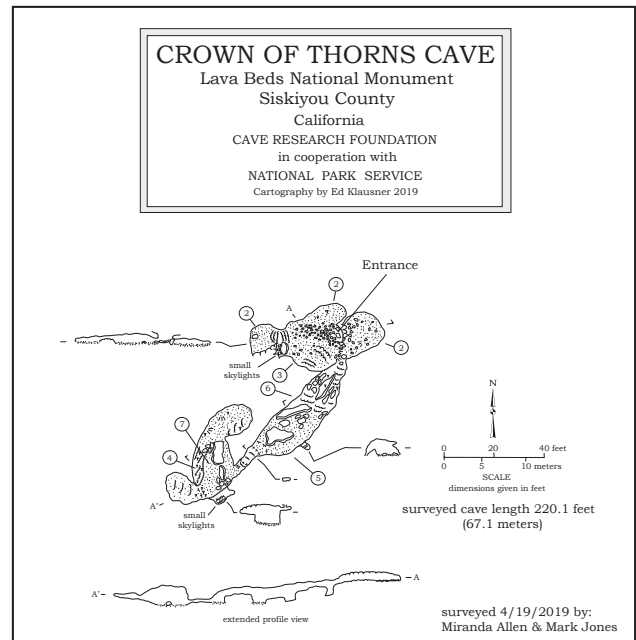 CROWN OF THORNS CAVE
Lava Beds National Monument
Siskiyou County
California
CAVE RESEARCH FOUNDATION
in cooperation with
NATIONAL PARK SERVICE
Cartography by Ed Klausner 2019
Entrance
2
A
2
2
small
skylights
3
6
7
4
5
A'
small
skylights
N
0 20 40 feet
0 5 10 meters
SCALE
dimensions given in feet
surveyed cave length 220.1 feet
(67.1 meters)
A'
A
extended profile view
surveyed 4/19/2019 by:
Miranda Allen & Mark Jones